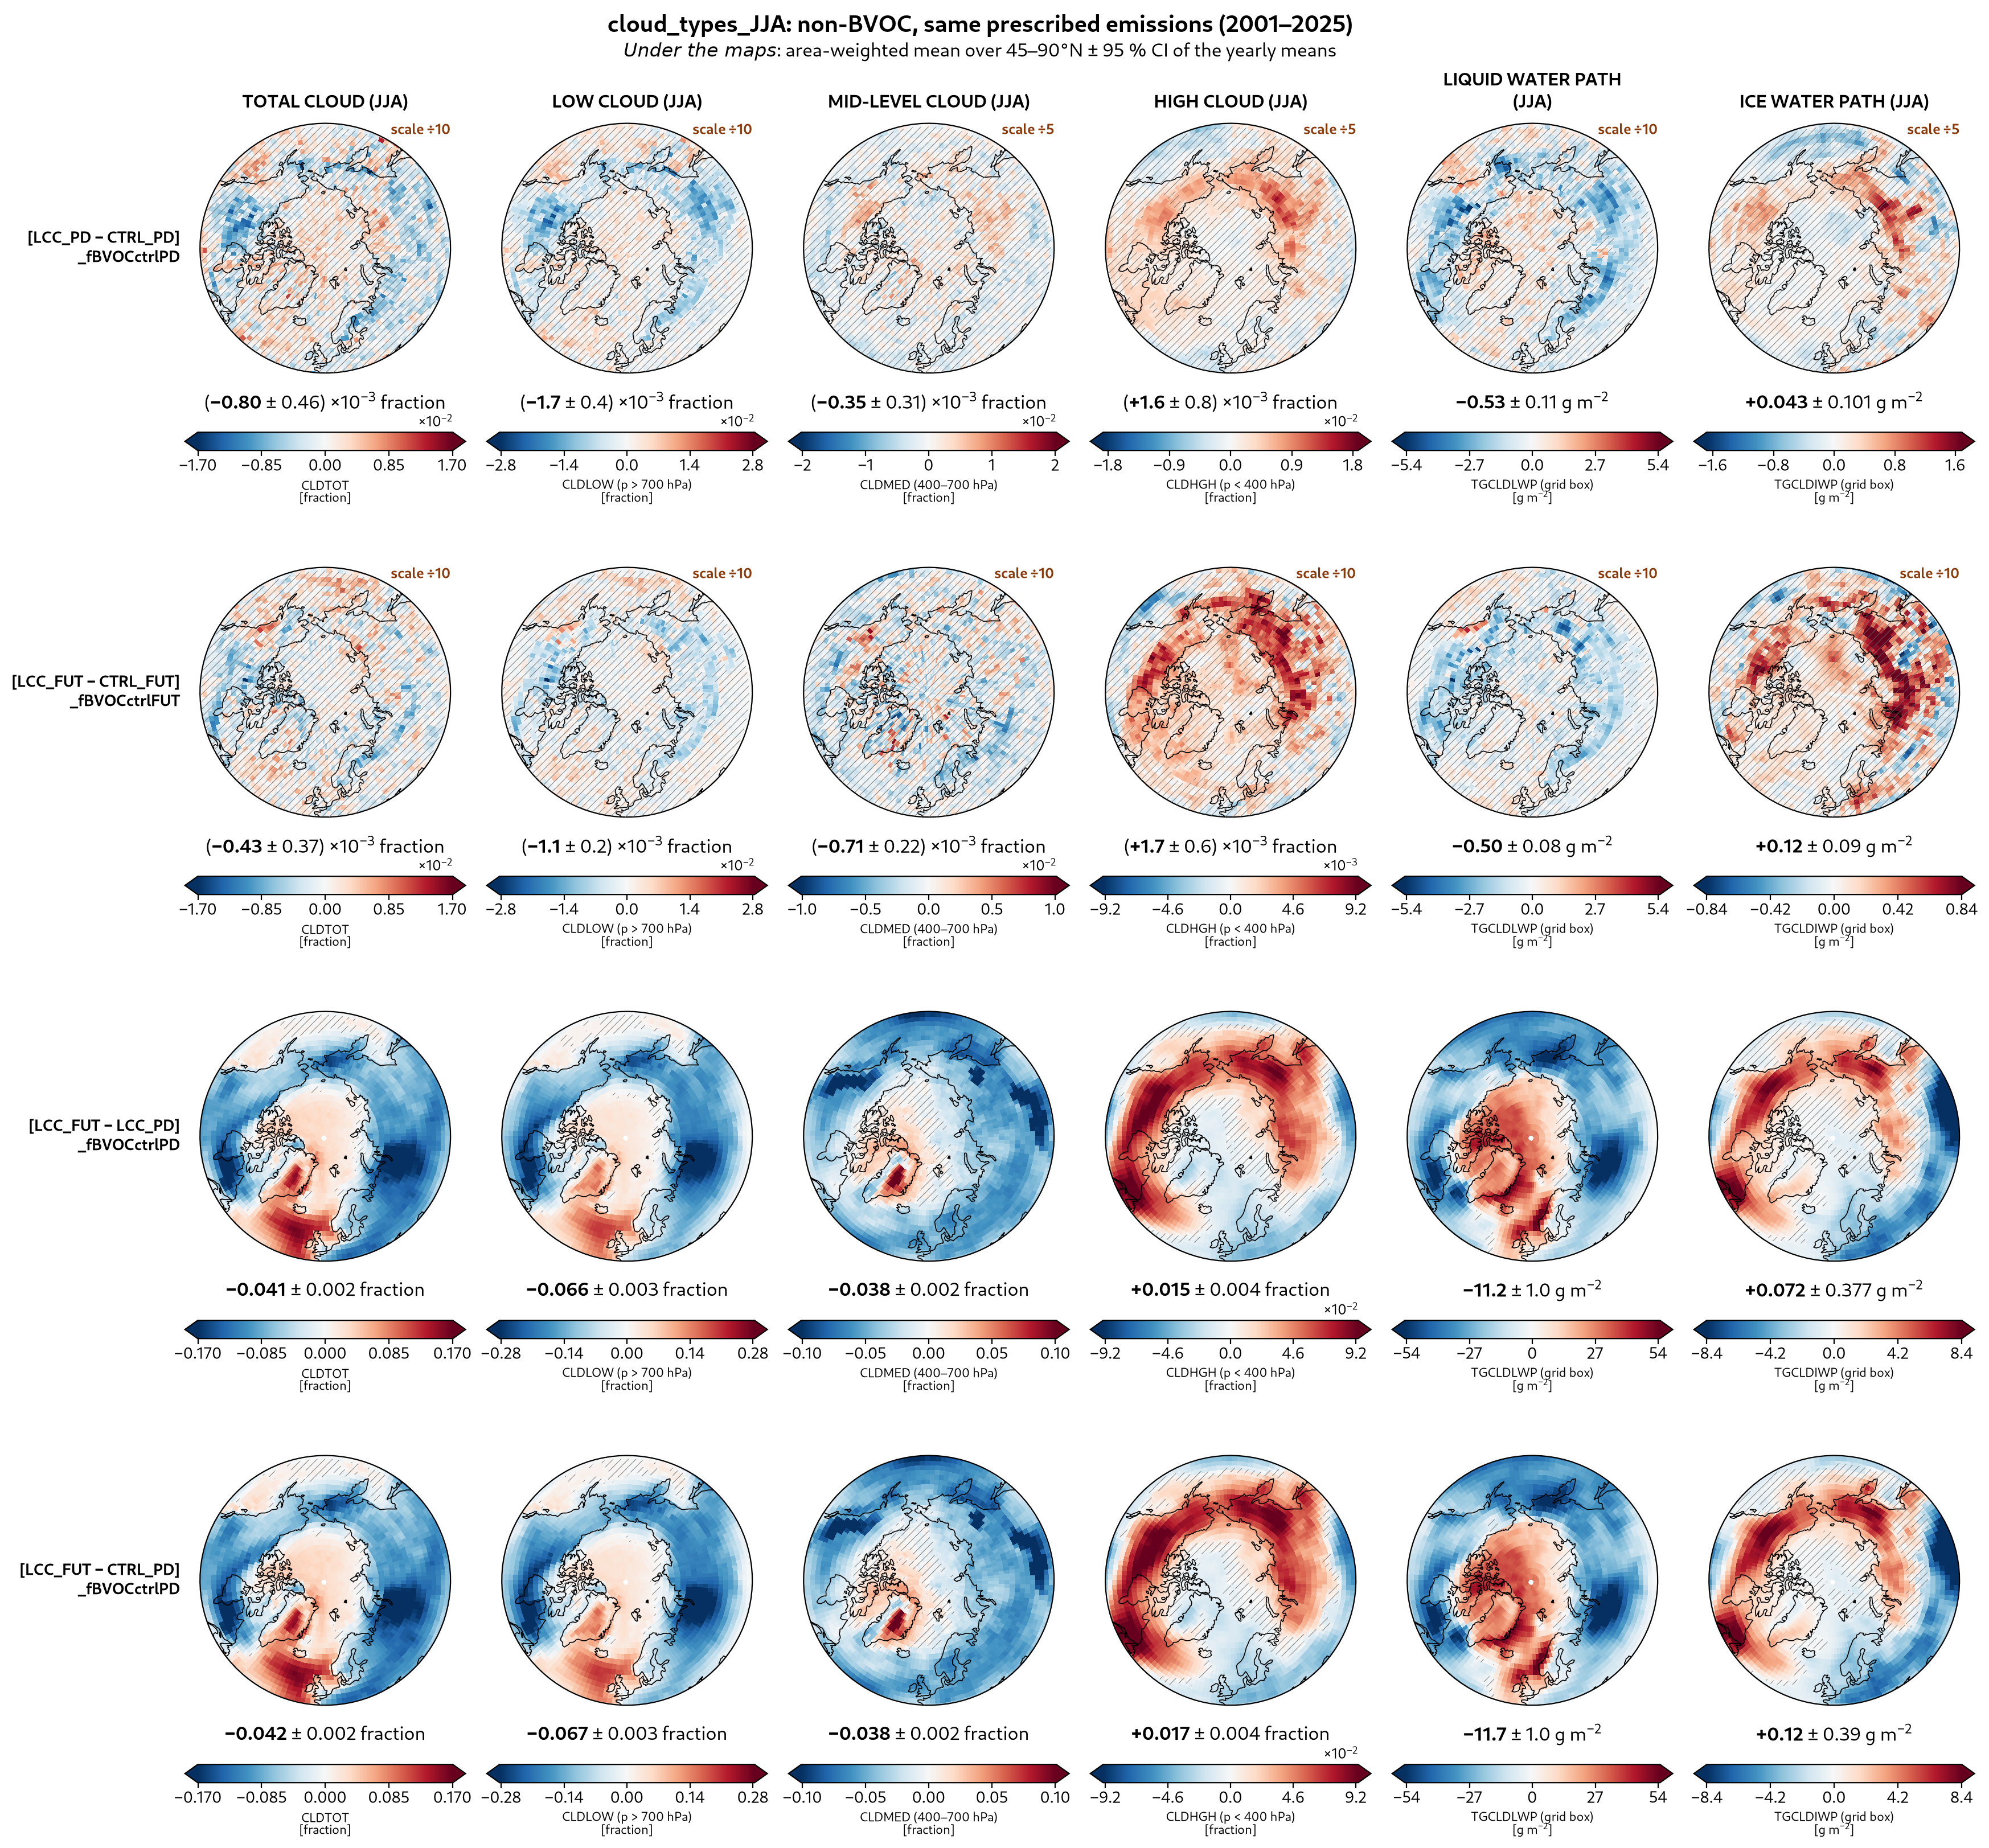 cloud_types_JJA: non-BVOC, same prescribed emissions (2001–2025)
Under the maps: area-weighted mean over 45–90°N ± 95 % CI of the yearly means
TOTAL CLOUD (JJA)
LOW CLOUD (JJA)
MID-LEVEL CLOUD (JJA)
HIGH CLOUD (JJA)
LIQUID WATER PATH
(JJA)
ICE WATER PATH (JJA)
[LCC_PD − CTRL_PD]
_fBVOCctrlPD
scale ÷10
scale ÷10
scale ÷5
scale ÷5
scale ÷10
scale ÷5
(−0.80 ± 0.46) ×10⁻³ fraction
(−1.7 ± 0.4) ×10⁻³ fraction
(−0.35 ± 0.31) ×10⁻³ fraction
(+1.6 ± 0.8) ×10⁻³ fraction
−0.53 ± 0.11 g m⁻²
+0.043 ± 0.101 g m⁻²
×10⁻²
×10⁻²
×10⁻²
×10⁻²
−1.70 −0.85 0.00 0.85 1.70
−2.8 −1.4 0.0 1.4 2.8
−2 −1 0 1 2
−1.8 −0.9 0.0 0.9 1.8
−5.4 −2.7 0.0 2.7 5.4
−1.6 −0.8 0.0 0.8 1.6
CLDTOT
[fraction]
CLDLOW (p > 700 hPa)
[fraction]
CLDMED (400–700 hPa)
[fraction]
CLDHGH (p < 400 hPa)
[fraction]
TGCLDLWP (grid box)
[g m⁻²]
TGCLDIWP (grid box)
[g m⁻²]
[LCC_FUT − CTRL_FUT]
_fBVOCctrlFUT
scale ÷10
scale ÷10
scale ÷10
scale ÷10
scale ÷10
scale ÷10
(−0.43 ± 0.37) ×10⁻³ fraction
(−1.1 ± 0.2) ×10⁻³ fraction
(−0.71 ± 0.22) ×10⁻³ fraction
(+1.7 ± 0.6) ×10⁻³ fraction
−0.50 ± 0.08 g m⁻²
+0.12 ± 0.09 g m⁻²
×10⁻²
×10⁻²
×10⁻²
×10⁻³
−1.70 −0.85 0.00 0.85 1.70
−2.8 −1.4 0.0 1.4 2.8
−1.0 −0.5 0.0 0.5 1.0
−9.2 −4.6 0.0 4.6 9.2
−5.4 −2.7 0.0 2.7 5.4
−0.84 −0.42 0.00 0.42 0.84
CLDTOT
[fraction]
CLDLOW (p > 700 hPa)
[fraction]
CLDMED (400–700 hPa)
[fraction]
CLDHGH (p < 400 hPa)
[fraction]
TGCLDLWP (grid box)
[g m⁻²]
TGCLDIWP (grid box)
[g m⁻²]
[LCC_FUT − LCC_PD]
_fBVOCctrlPD
−0.041 ± 0.002 fraction
−0.066 ± 0.003 fraction
−0.038 ± 0.002 fraction
+0.015 ± 0.004 fraction
−11.2 ± 1.0 g m⁻²
+0.072 ± 0.377 g m⁻²
×10⁻²
−0.170 −0.085 0.000 0.085 0.170
−0.28 −0.14 0.00 0.14 0.28
−0.10 −0.05 0.00 0.05 0.10
−9.2 −4.6 0.0 4.6 9.2
−54 −27 0 27 54
−8.4 −4.2 0.0 4.2 8.4
CLDTOT
[fraction]
CLDLOW (p > 700 hPa)
[fraction]
CLDMED (400–700 hPa)
[fraction]
CLDHGH (p < 400 hPa)
[fraction]
TGCLDLWP (grid box)
[g m⁻²]
TGCLDIWP (grid box)
[g m⁻²]
[LCC_FUT − CTRL_PD]
_fBVOCctrlPD
−0.042 ± 0.002 fraction
−0.067 ± 0.003 fraction
−0.038 ± 0.002 fraction
+0.017 ± 0.004 fraction
−11.7 ± 1.0 g m⁻²
+0.12 ± 0.39 g m⁻²
×10⁻²
−0.170 −0.085 0.000 0.085 0.170
−0.28 −0.14 0.00 0.14 0.28
−0.10 −0.05 0.00 0.05 0.10
−9.2 −4.6 0.0 4.6 9.2
−54 −27 0 27 54
−8.4 −4.2 0.0 4.2 8.4
CLDTOT
[fraction]
CLDLOW (p > 700 hPa)
[fraction]
CLDMED (400–700 hPa)
[fraction]
CLDHGH (p < 400 hPa)
[fraction]
TGCLDLWP (grid box)
[g m⁻²]
TGCLDIWP (grid box)
[g m⁻²]